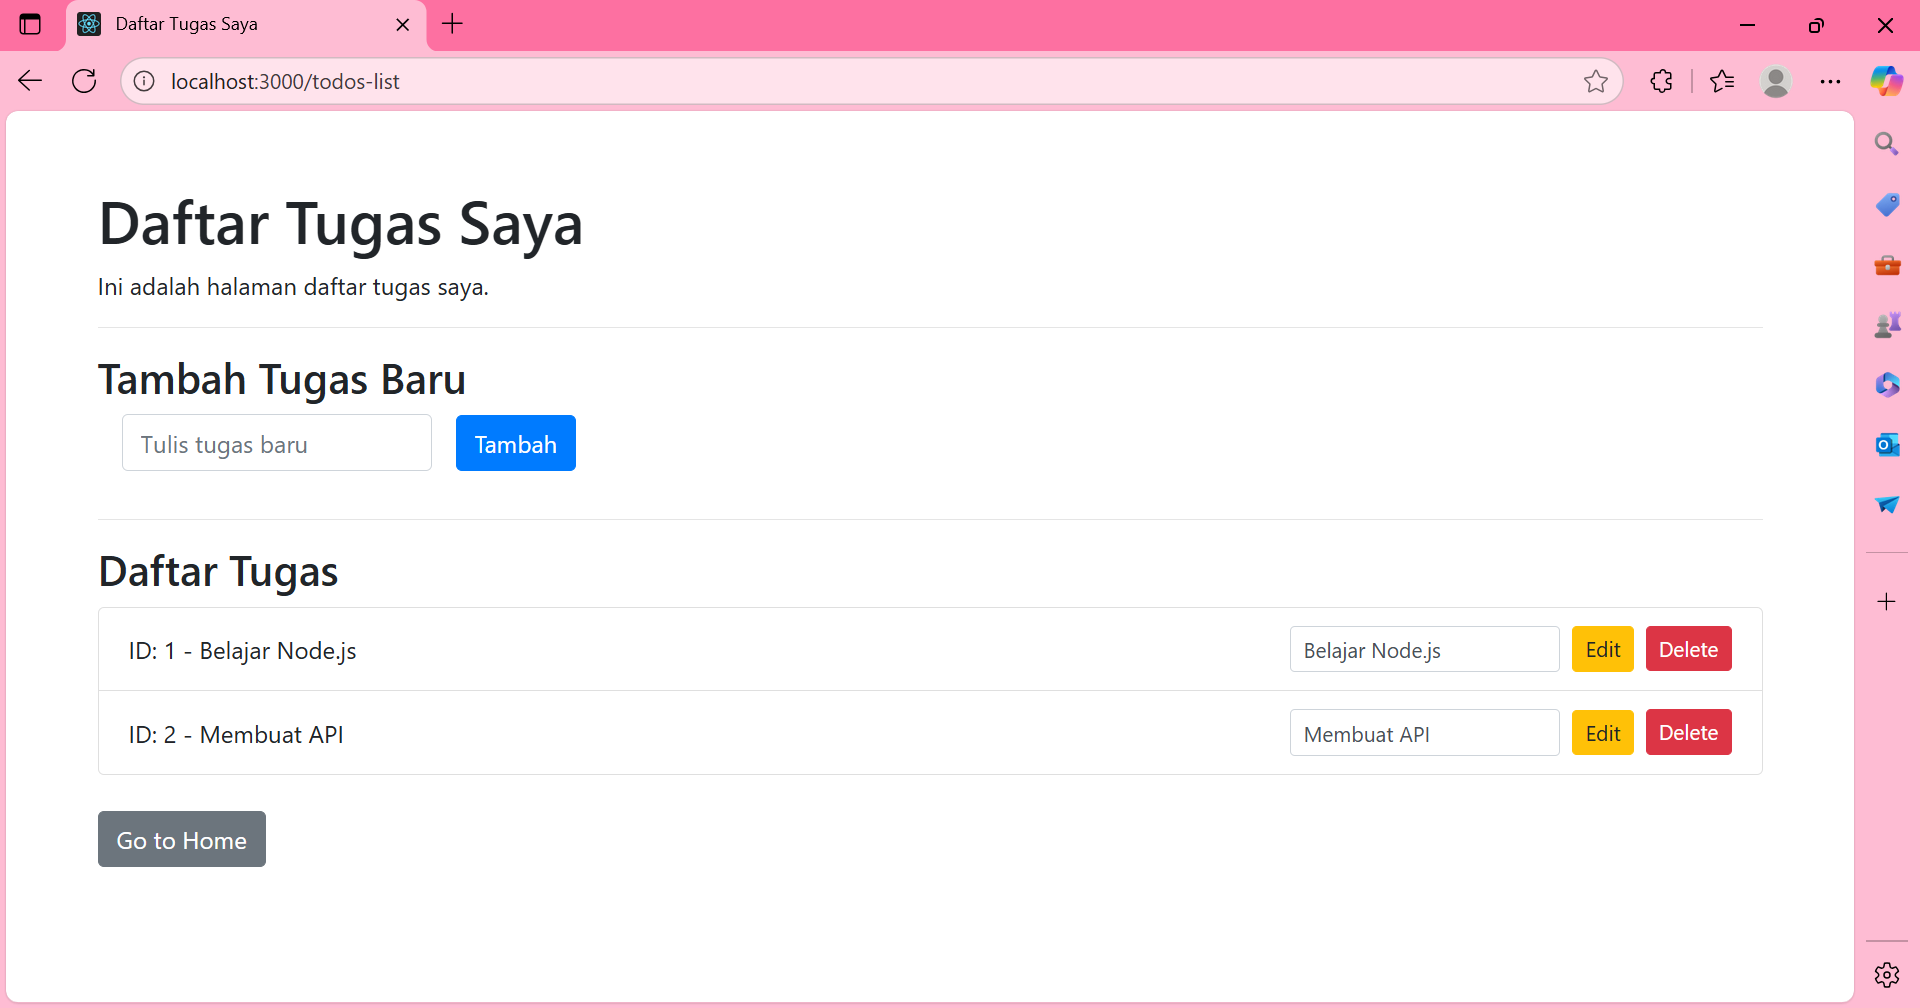 Daftar Tugas Saya
localhost:3000/todos-list
Daftar Tugas Saya
Ini adalah halaman daftar tugas saya.
Tambah Tugas Baru
Tulis tugas baru Tambah
Daftar Tugas
ID: 1 - Belajar Node.js Belajar Node.js Edit Delete
ID: 2 - Membuat API Membuat API Edit Delete
Go to Home